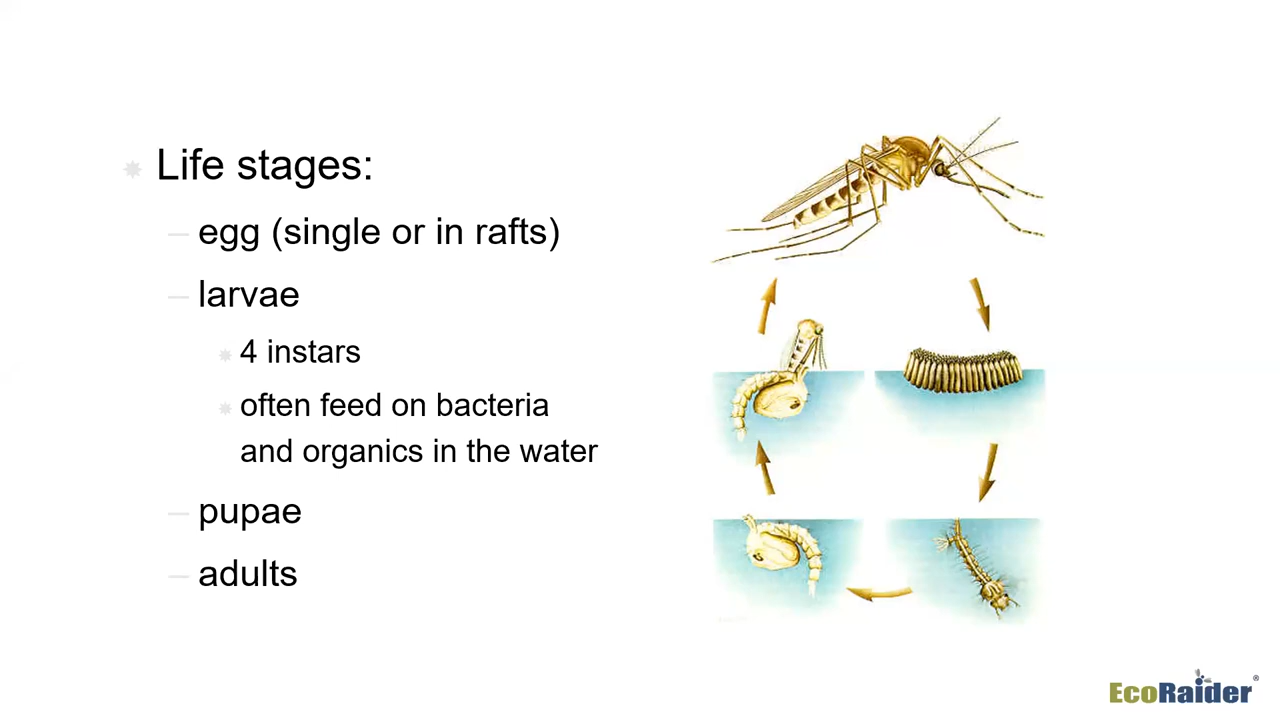 Life stages:
– egg (single or in rafts)
– larvae
4 instars
often feed on bacteria
and organics in the water
– pupae
– adults
EcoRaider®